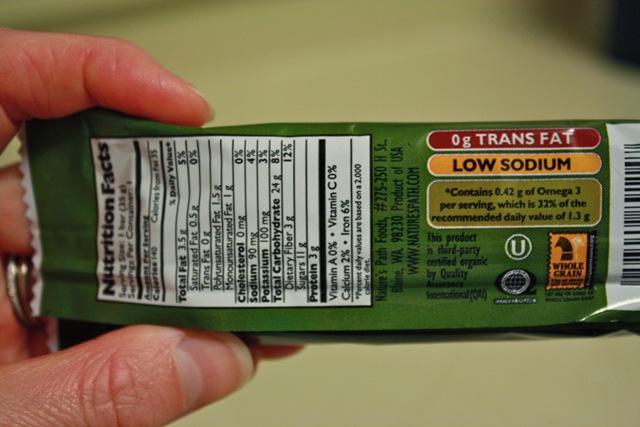 Nutrition Facts
Serving Size: 1 bar (35 g)
Servings Per Container: 1
Amount Per Serving
Calories 140 Calories from Fat 35
% Daily Value*
Total Fat 3.5 g 5%
Saturated Fat 0.5 g 0%
Trans Fat 0 g
Polyunsaturated Fat 1.5 g
Monounsaturated Fat 1 g
Cholesterol 0 mg 0%
Sodium 90 mg 4%
Potassium 100 mg 3%
Total Carbohydrate 24 g 8%
Dietary Fiber 3 g 12%
Sugars 11 g
Protein 3 g
Vitamin A 0% • Vitamin C 0%
Calcium 2% • Iron 6%
*Percent daily values are based on a 2,000
calorie diet.
Nature's Path Foods, #275-250 H St.
Blaine, WA, 98230 Product of USA
WWW.NATURESPATH.COM
0g TRANS FAT
LOW SODIUM
*Contains 0.42 g of Omega 3
per serving, which is 32% of the
recommended daily value of 1.3 g
This product
is third-party
certified organic
by Quality
Assurance
International (QAI)
U
WHOLE
GRAIN